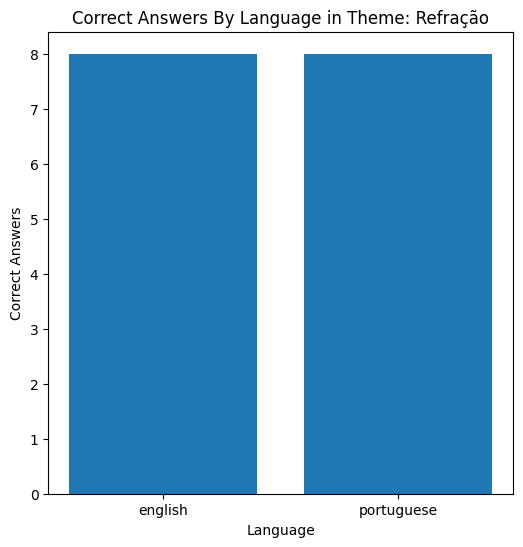 Correct Answers By Language in Theme: Refração
Correct Answers
8
7
6
5
4
3
2
1
0
english
portuguese
Language